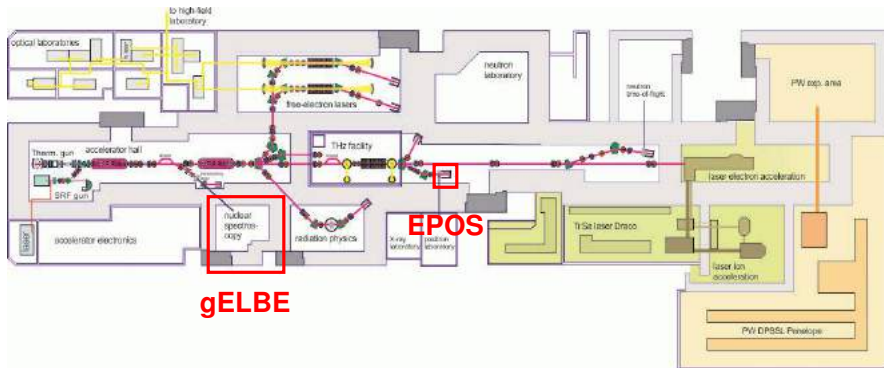 to high-field
laboratory
optical laboratories
neutron
laboratory
neutron
time-of-flight
PW exp. area
free-electron lasers
accelerator hall
THz facility
Therm. gun
SRF gun
laser electron acceleration
EPOS
nuclear
spectros-
copy
radiation physics
accelerator electronics
laser
X-ray
laboratory
positron
laboratory
Ti:Sa laser Draco
laser ion
acceleration
gELBE
PW DPSSL Penelope